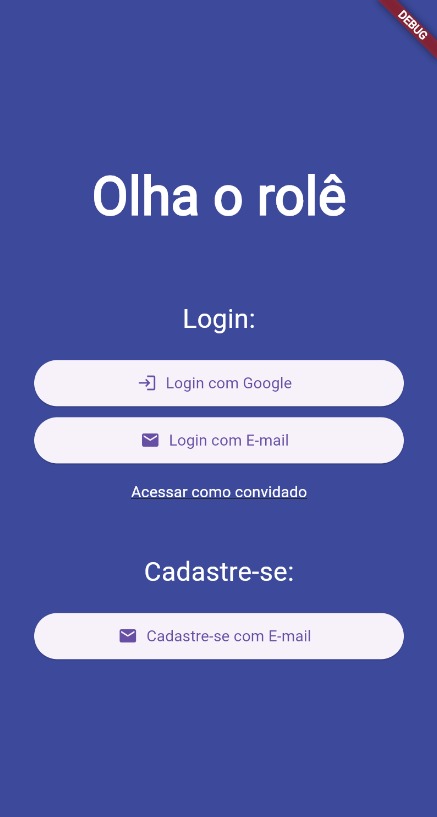 DEBUG
Olha o rolê
Login:
Login com Google
Login com E-mail
Acessar como convidado
Cadastre-se:
Cadastre-se com E-mail